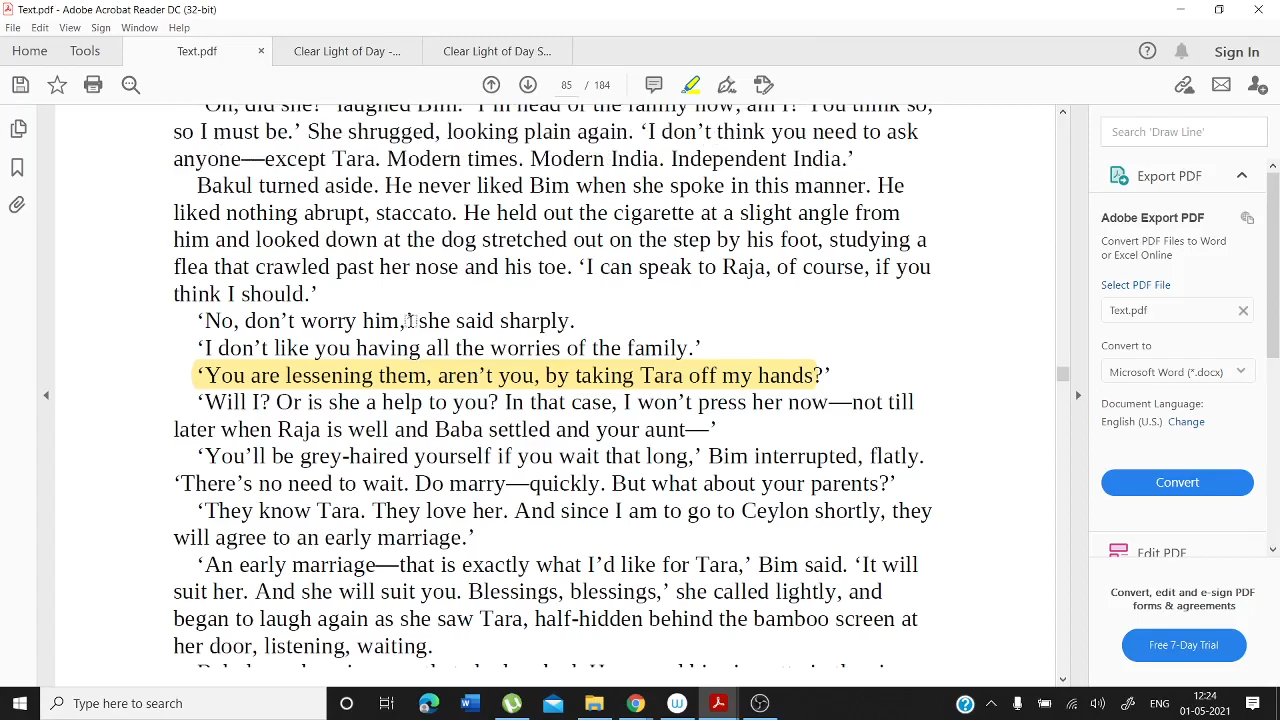 Text.pdf - Adobe Acrobat Reader DC (32-bit)
File Edit View Sign Window Help
Home Tools Text.pdf × Clear Light of Day -... Clear Light of Day S... Sign In
85 / 184
‘Oh, did she?’ laughed Bim. ‘I’m head of the family now, am I? You think so,
so I must be.’ She shrugged, looking plain again. ‘I don’t think you need to ask
anyone—except Tara. Modern times. Modern India. Independent India.’
Bakul turned aside. He never liked Bim when she spoke in this manner. He
liked nothing abrupt, staccato. He held out the cigarette at a slight angle from
him and looked down at the dog stretched out on the step by his foot, studying a
flea that crawled past her nose and his toe. ‘I can speak to Raja, of course, if you
think I should.’
‘No, don’t worry him,’ she said sharply.
‘I don’t like you having all the worries of the family.’
‘You are lessening them, aren’t you, by taking Tara off my hands?’
‘Will I? Or is she a help to you? In that case, I won’t press her now—not till
later when Raja is well and Baba settled and your aunt—’
‘You’ll be grey-haired yourself if you wait that long,’ Bim interrupted, flatly.
‘There’s no need to wait. Do marry—quickly. But what about your parents?’
‘They know Tara. They love her. And since I am to go to Ceylon shortly, they
will agree to an early marriage.’
‘An early marriage—that is exactly what I’d like for Tara,’ Bim said. ‘It will
suit her. And she will suit you. Blessings, blessings,’ she called lightly, and
began to laugh again as she saw Tara, half-hidden behind the bamboo screen at
her door, listening, waiting.
Search 'Draw Line'
Export PDF
Adobe Export PDF
Convert PDF Files to Word
or Excel Online
Select PDF File
Text.pdf
Convert to
Microsoft Word (*.docx)
Document Language:
English (U.S.) Change
Convert
Edit PDF
Convert, edit and e-sign PDF
forms & agreements
Free 7-Day Trial
Type here to search
ENG
12:24
01-05-2021